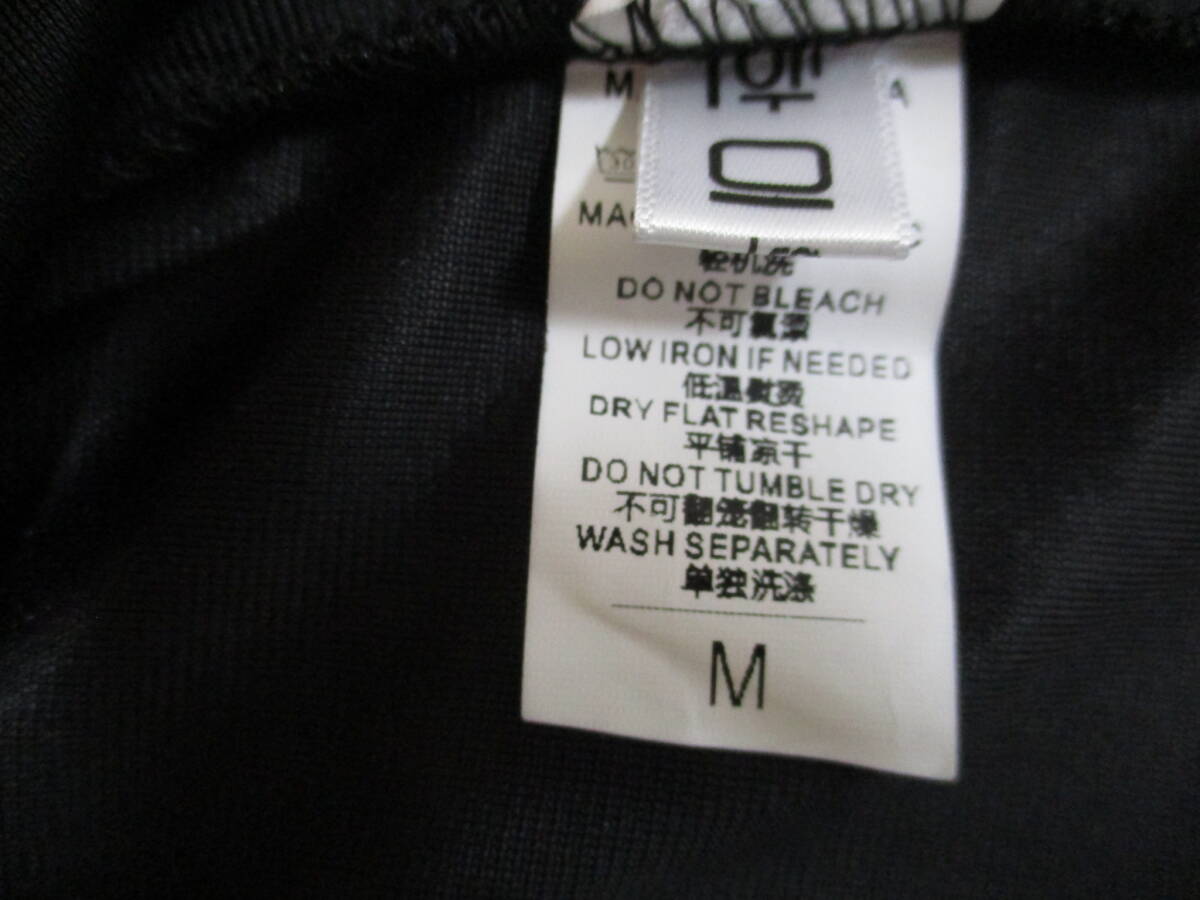 미
DO NOT BLEACH
不可氯漂
LOW IRON IF NEEDED
低温熨烫
DRY FLAT RESHAPE
平铺凉干
DO NOT TUMBLE DRY
不可翻笼翻转干燥
WASH SEPARATELY
单独洗涤
M